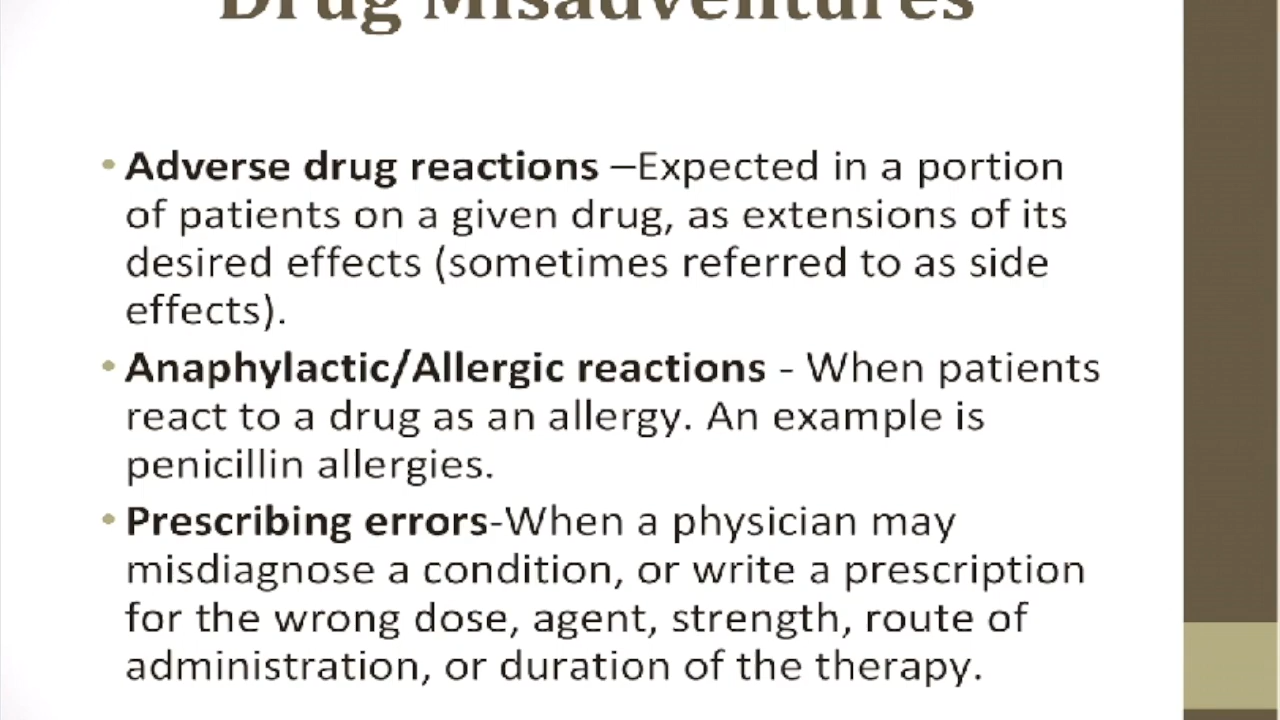 Drug Misadventures
• Adverse drug reactions –Expected in a portion
of patients on a given drug, as extensions of its
desired effects (sometimes referred to as side
effects).
• Anaphylactic/Allergic reactions - When patients
react to a drug as an allergy. An example is
penicillin allergies.
• Prescribing errors-When a physician may
misdiagnose a condition, or write a prescription
for the wrong dose, agent, strength, route of
administration, or duration of the therapy.